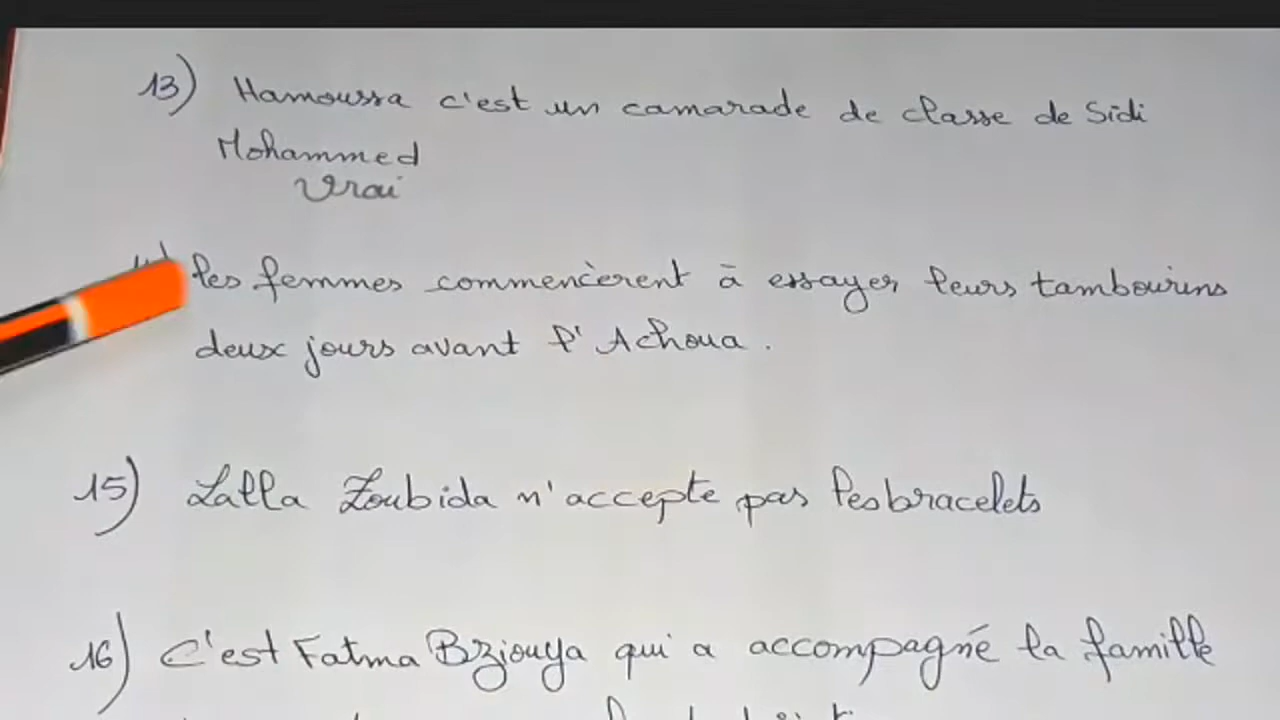 13) Hamoussa c'est un camarade de classe de Sidi
Mohammed
Vrai
les femmes commencèrent à essayer leurs tambourins
deux jours avant l'Achoua.
15) Lalla Zoubida n'accepte pas les bracelets
16) C'est Fatma Bziouya qui a accompagné la famille